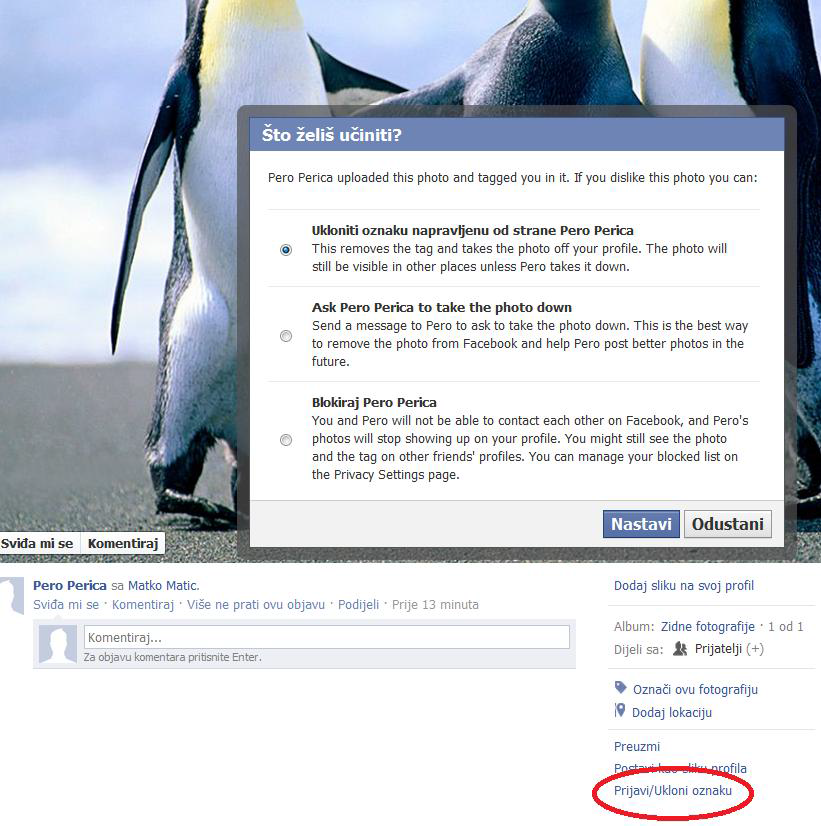 Što želiš učiniti?
Pero Perica uploaded this photo and tagged you in it. If you dislike this photo you can:
Ukloniti oznaku napravljenu od strane Pero Perica
This removes the tag and takes the photo off your profile. The photo will
still be visible in other places unless Pero takes it down.
Ask Pero Perica to take the photo down
Send a message to Pero to ask to take the photo down. This is the best way
to remove the photo from Facebook and help Pero post better photos in the
future.
Blokiraj Pero Perica
You and Pero will not be able to contact each other on Facebook, and Pero's
photos will stop showing up on your profile. You might still see the photo
and the tag on other friends' profiles. You can manage your blocked list on
the Privacy Settings page.
Nastavi Odustani
Sviđa mi se Komentiraj
Pero Perica sa Matko Matic.
Sviđa mi se · Komentiraj · Više ne prati ovu objavu · Podijeli · Prije 13 minuta
Komentiraj...
Za objavu komentara pritisnite Enter.
Dodaj sliku na svoj profil
Album: Zidne fotografije · 1 od 1
Dijeli sa: Prijatelji (+)
Označi ovu fotografiju
Dodaj lokaciju
Preuzmi
Postavi kao sliku profila
Prijavi/Ukloni oznaku